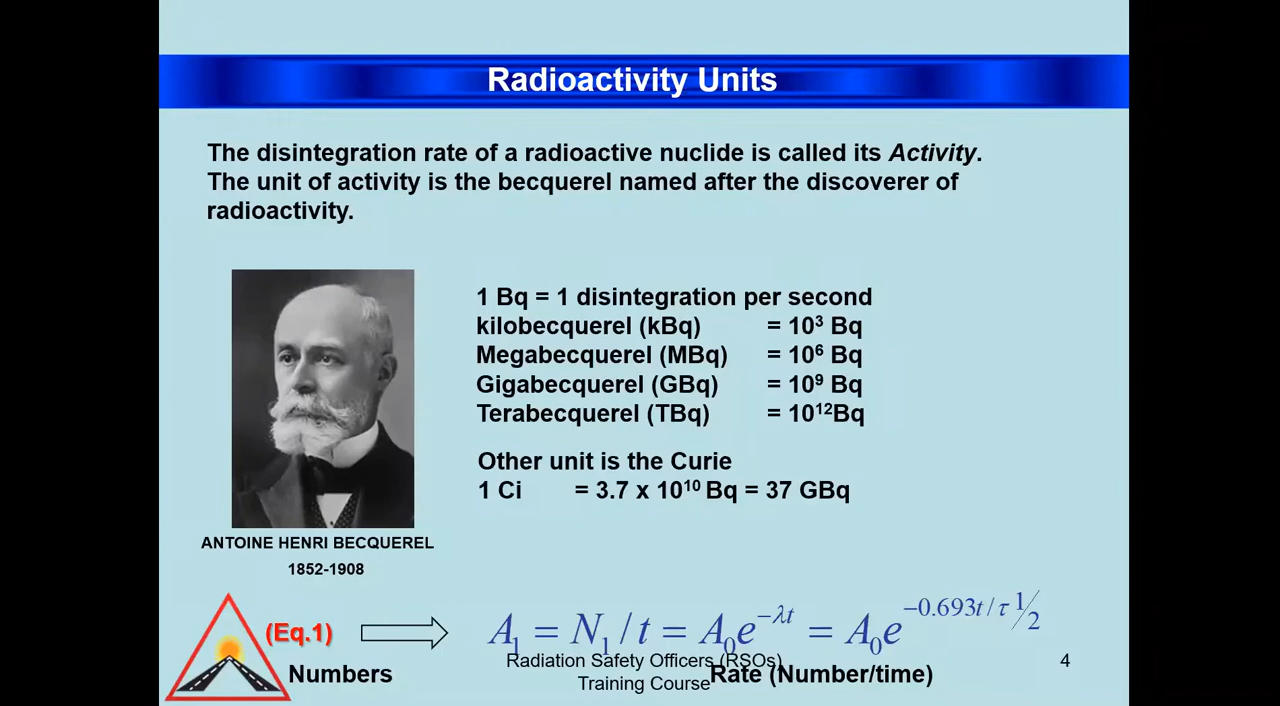 Radioactivity Units
The disintegration rate of a radioactive nuclide is called its Activity.
The unit of activity is the becquerel named after the discoverer of
radioactivity.
1 Bq = 1 disintegration per second
kilobecquerel (kBq) = 10³ Bq
Megabecquerel (MBq) = 10⁶ Bq
Gigabecquerel (GBq) = 10⁹ Bq
Terabecquerel (TBq) = 10¹²Bq
Other unit is the Curie
1 Ci = 3.7 x 10¹⁰ Bq = 37 GBq
ANTOINE HENRI BECQUEREL
1852-1908
(Eq.1) A₁ = N₁ / t = A₀e^(−λt) = A₀e^(−0.693t / τ 1/2)
Numbers
Radiation Safety Officers (RSOs)
Training Course
Rate (Number/time)
4